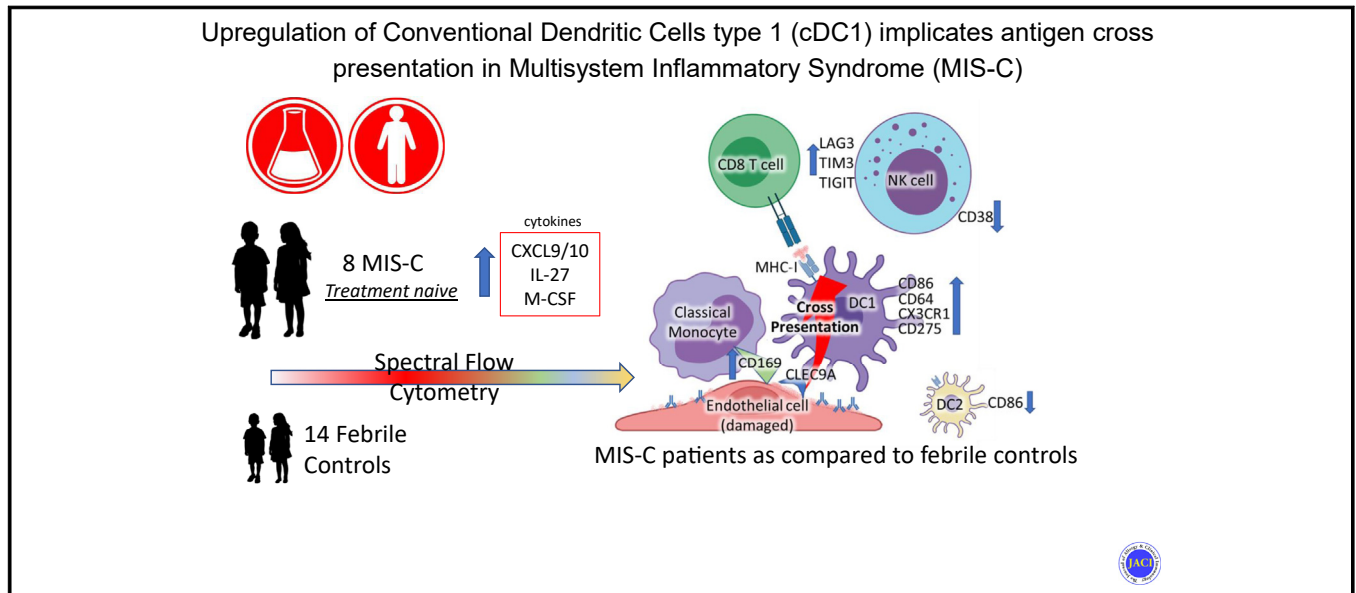 Upregulation of Conventional Dendritic Cells type 1 (cDC1) implicates antigen cross
presentation in Multisystem Inflammatory Syndrome (MIS-C)
8 MIS-C
Treatment naive
cytokines
CXCL9/10
IL-27
M-CSF
Spectral Flow
Cytometry
14 Febrile
Controls
CD8 T cell
LAG3
TIM3
TIGIT
NK cell
CD38
MHC-I
DC1
Cross
Presentation
CD86
CD64
CX3CR1
CD275
Classical
Monocyte
CD169
CLEC9A
Endothelial cell
(damaged)
DC2
CD86
MIS-C patients as compared to febrile controls
JACI